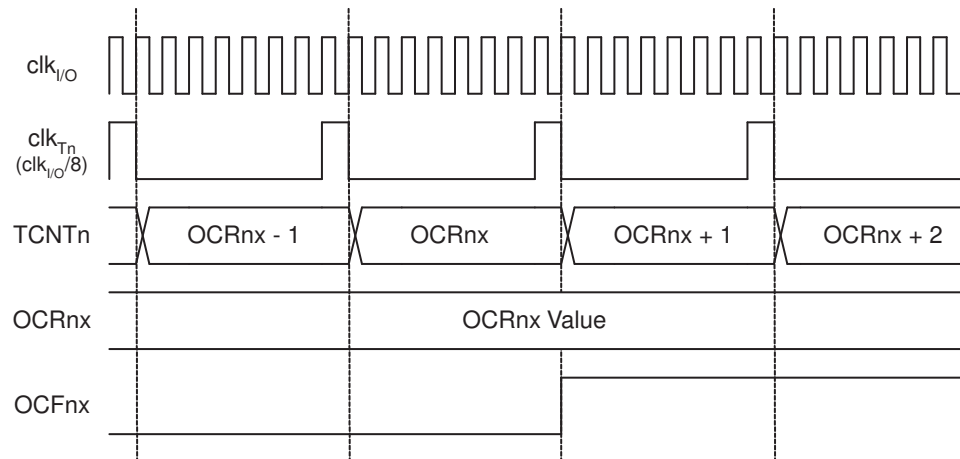 clkI/O
clkTn
(clkI/O/8)
TCNTn OCRnx - 1 OCRnx OCRnx + 1 OCRnx + 2
OCRnx OCRnx Value
OCFnx